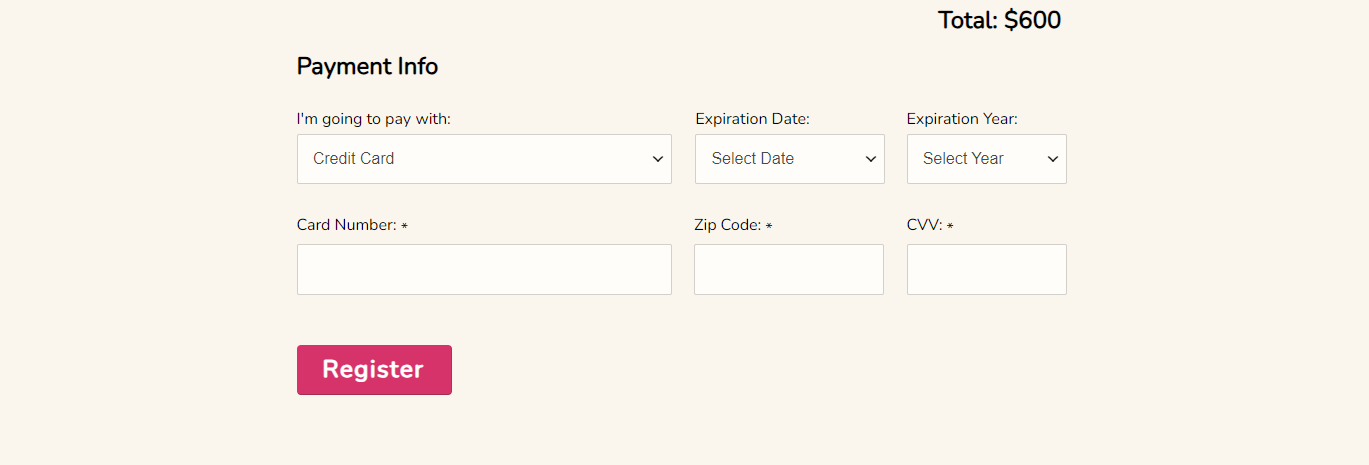 Total: $600
Payment Info
I'm going to pay with: Expiration Date: Expiration Year:
Credit Card Select Date Select Year
Card Number: * Zip Code: * CVV: *
Register